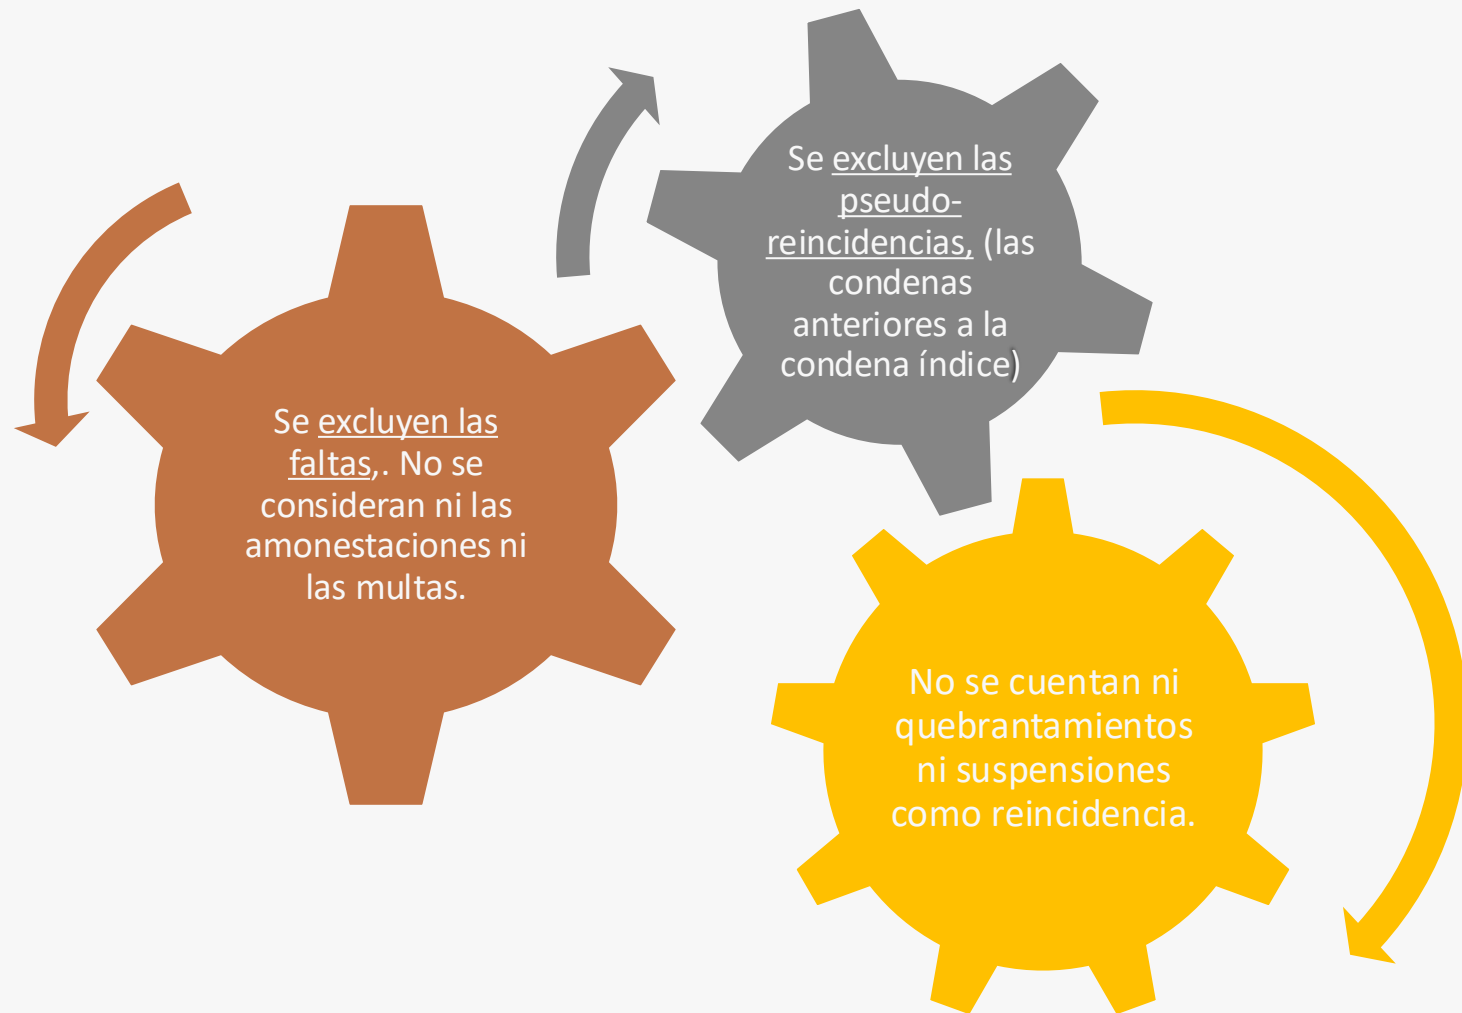 Se excluyen las
pseudo-
reincidencias, (las
condenas
anteriores a la
condena índice)
Se excluyen las
faltas,. No se
consideran ni las
amonestaciones ni
las multas.
No se cuentan ni
quebrantamientos
ni suspensiones
como reincidencia.